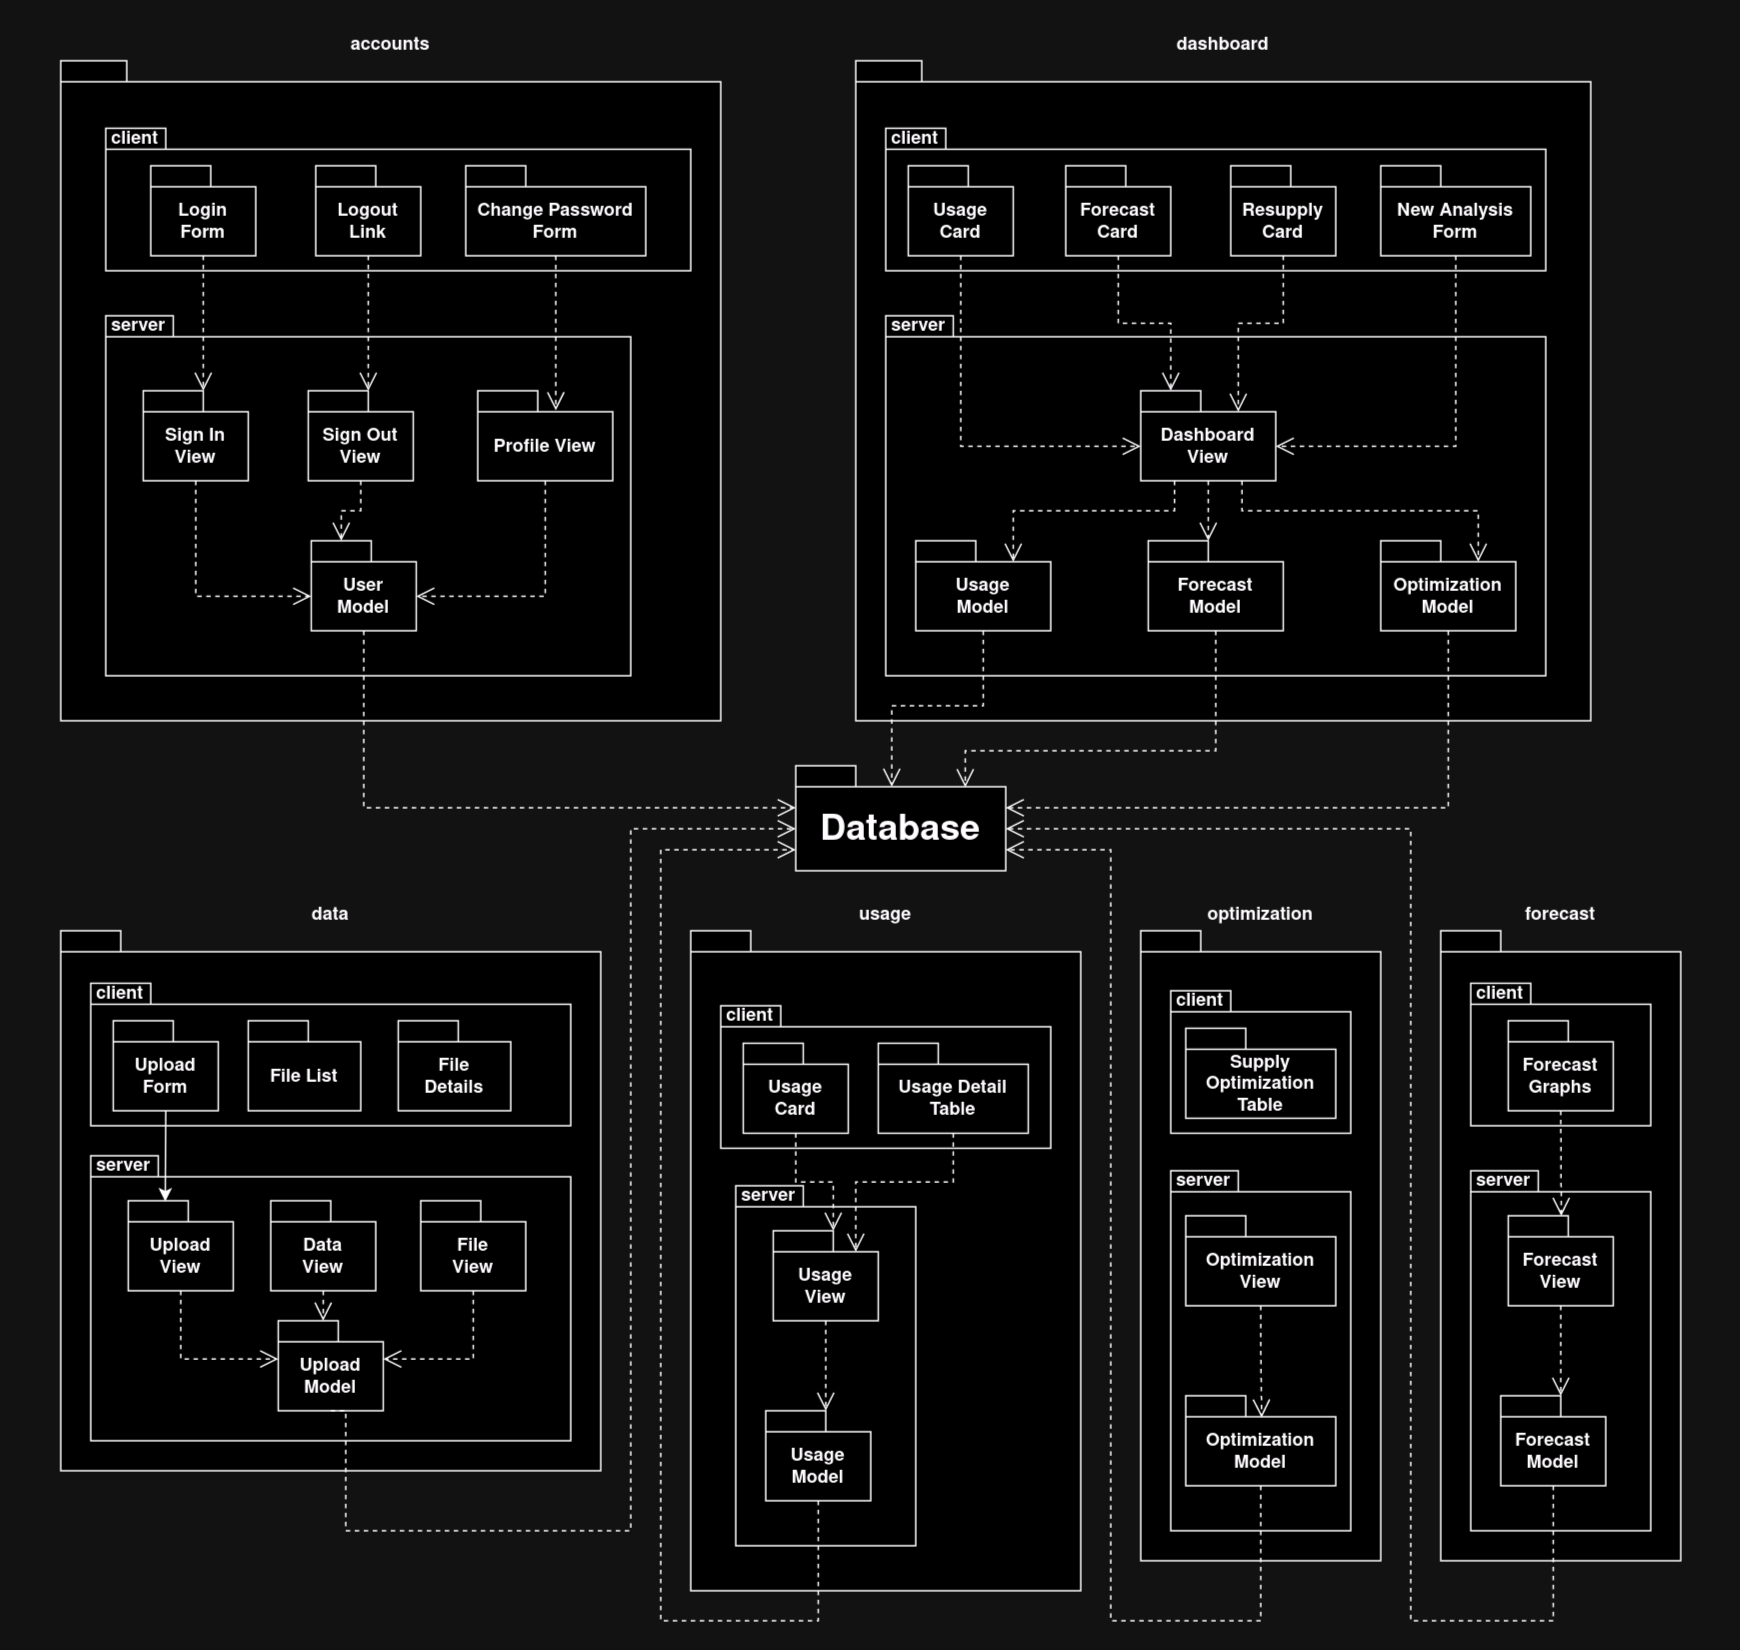 accounts
dashboard
client
Login
Form
Logout
Link
Change Password
Form
server
Sign In
View
Sign Out
View
Profile View
User
Model
client
Usage
Card
Forecast
Card
Resupply
Card
New Analysis
Form
server
Dashboard
View
Usage
Model
Forecast
Model
Optimization
Model
Database
data
usage
optimization
forecast
client
Upload
Form
File List
File
Details
server
Upload
View
Data
View
File
View
Upload
Model
client
Usage
Card
Usage Detail
Table
server
Usage
View
Usage
Model
client
Supply
Optimization
Table
server
Optimization
View
Optimization
Model
client
Forecast
Graphs
server
Forecast
View
Forecast
Model